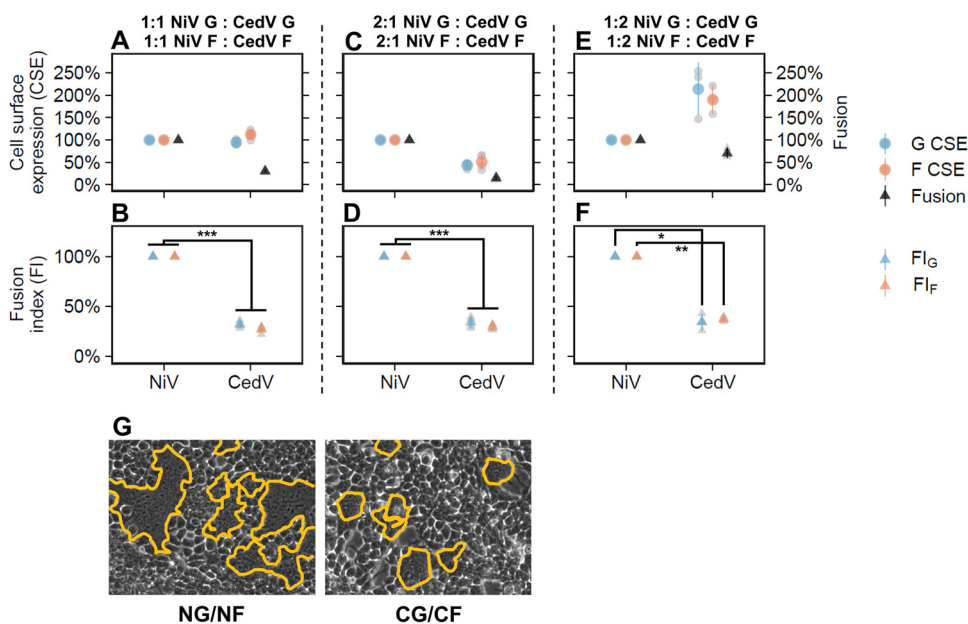 1:1 NiV G : CedV G
1:1 NiV F : CedV F
2:1 NiV G : CedV G
2:1 NiV F : CedV F
1:2 NiV G : CedV G
1:2 NiV F : CedV F
A
C
E
Cell surface
expression (CSE)
250%
200%
150%
100%
50%
0%
250%
200%
150%
100%
50%
0%
Fusion
G CSE
F CSE
Fusion
B
D
F
Fusion
index (FI)
100%
50%
0%
***
***
*
**
FIG
FIF
NiV
CedV
NiV
CedV
NiV
CedV
G
NG/NF
CG/CF